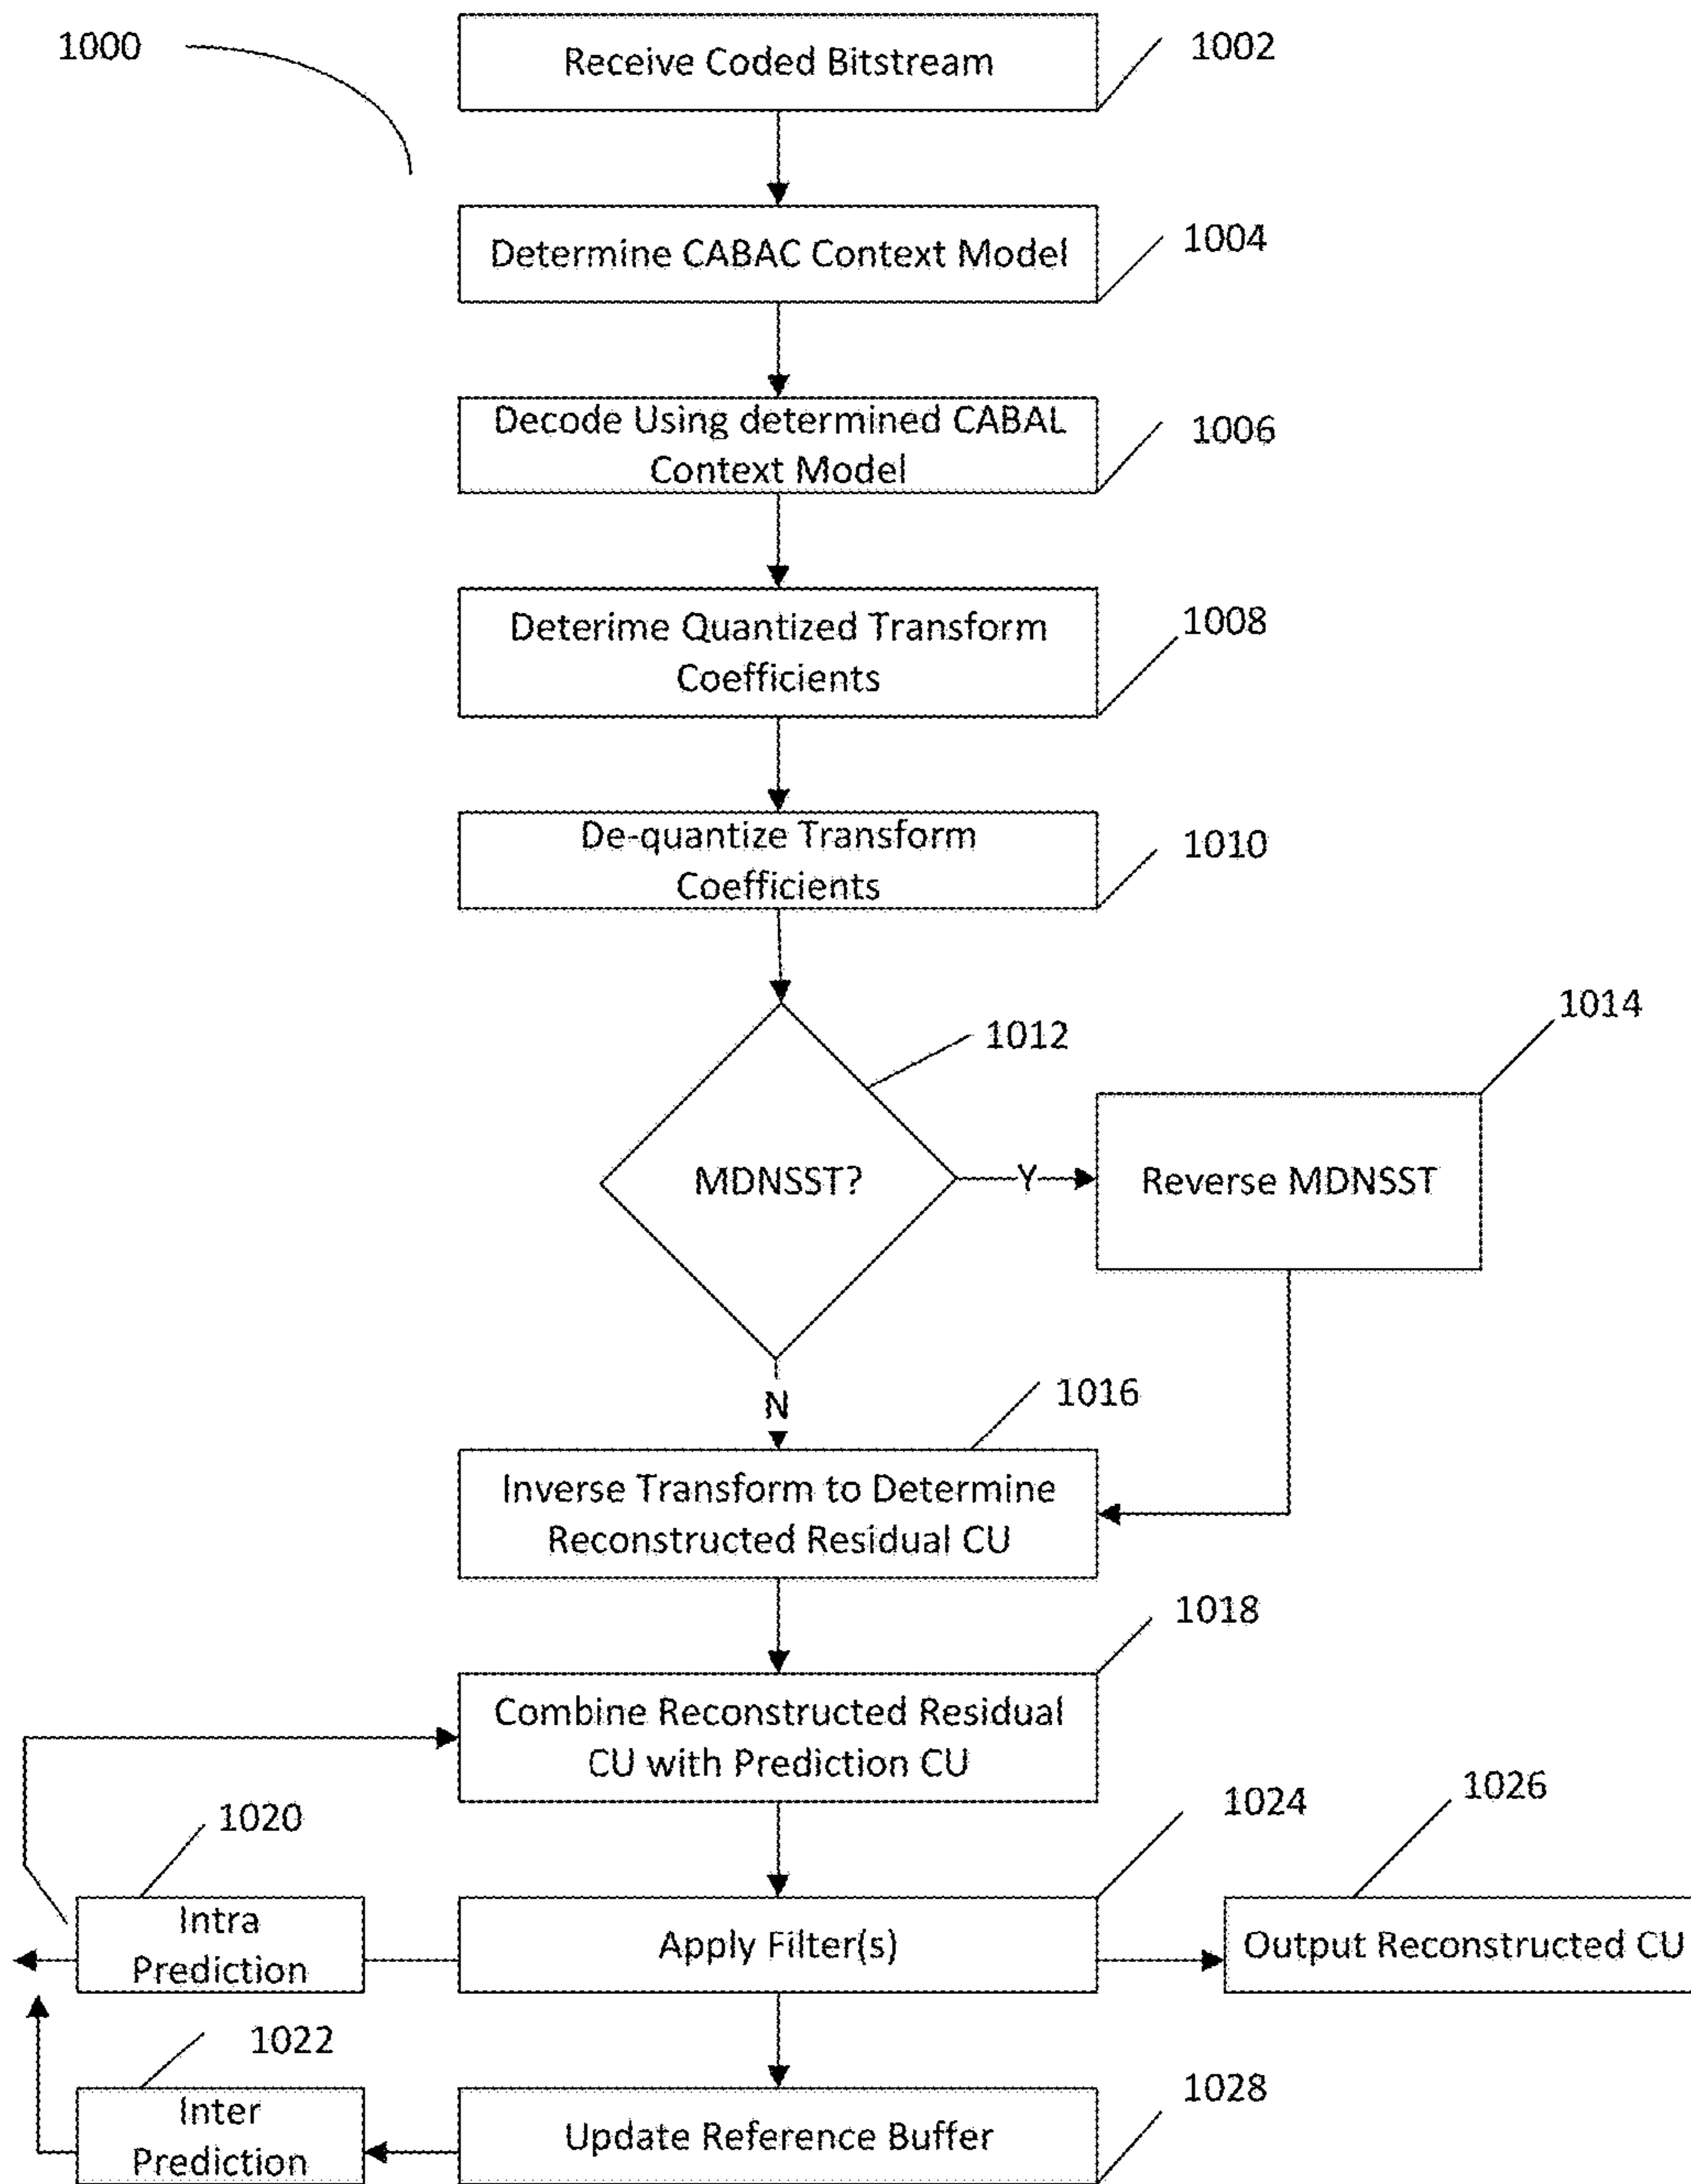 1000
Receive Coded Bitstream
1002
Determine CABAC Context Model
1004
Decode Using determined CABAL
Context Model
1006
Deterime Quantized Transform
Coefficients
1008
De-quantize Transform
Coefficients
1010
1012
MDNSST?
Y
1014
Reverse MDNSST
N
1016
Inverse Transform to Determine
Reconstructed Residual CU
1018
Combine Reconstructed Residual
CU with Prediction CU
1020
Intra
Prediction
1024
Apply Filter(s)
1026
Output Reconstructed CU
1022
Inter
Prediction
Update Reference Buffer
1028